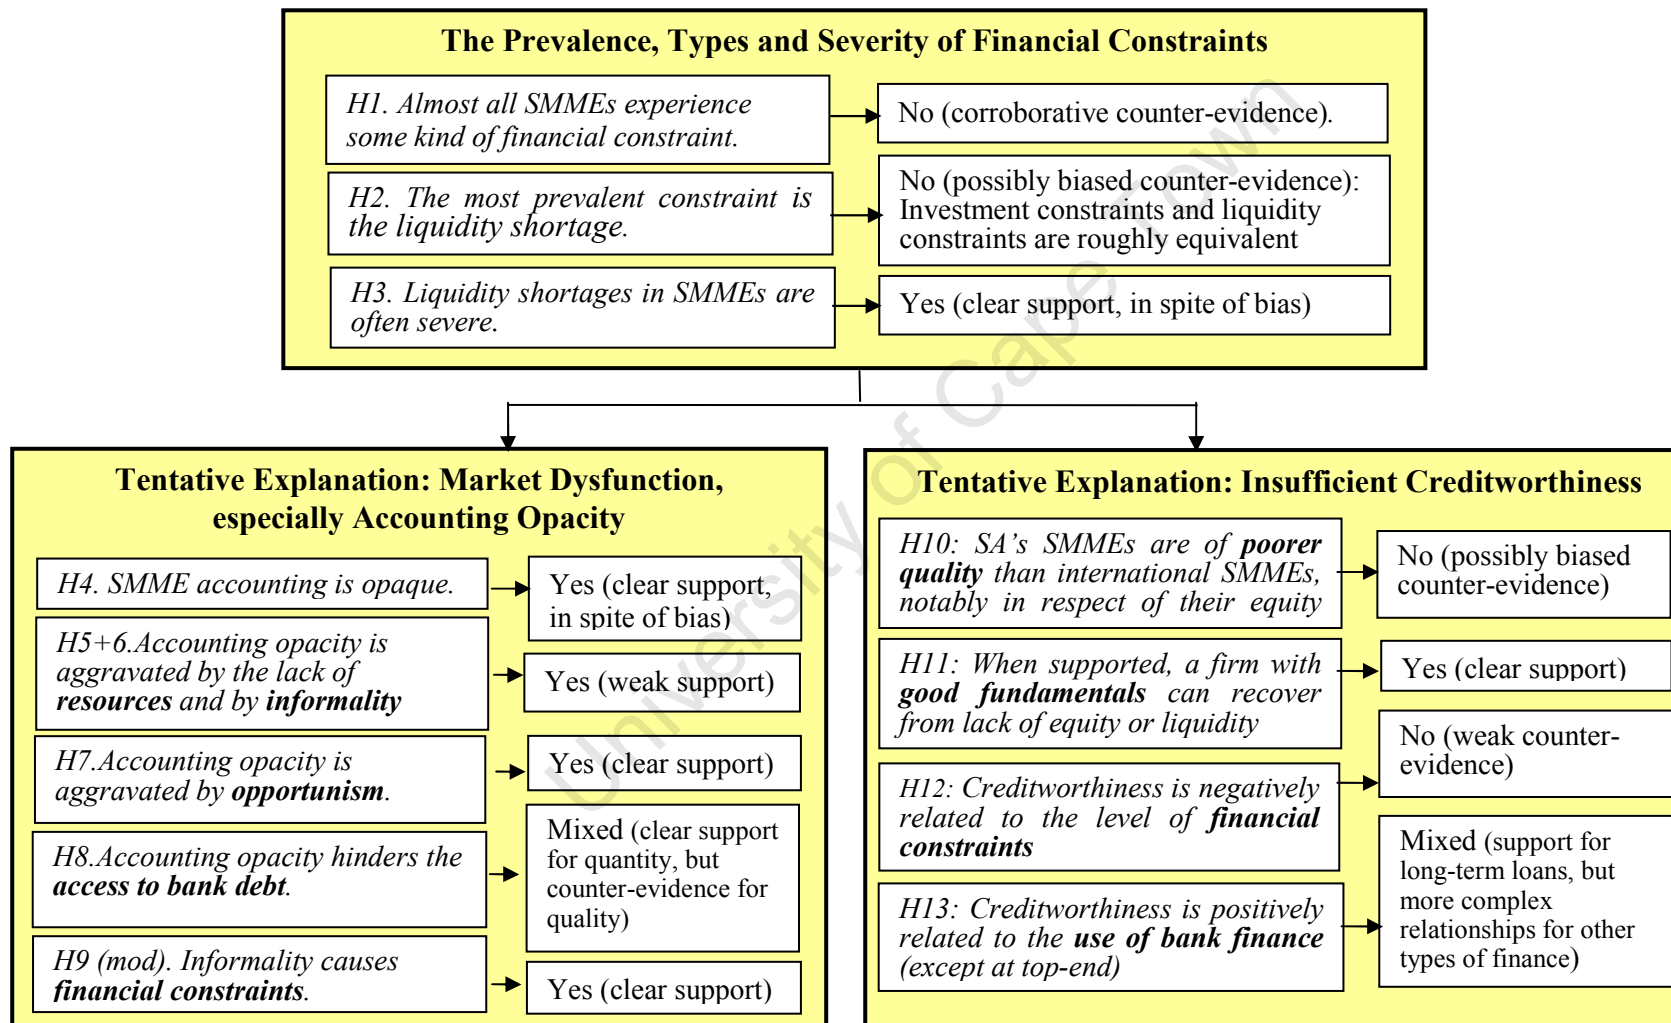 The Prevalence, Types and Severity of Financial Constraints
H1. Almost all SMMEs experience
some kind of financial constraint.
No (corroborative counter-evidence).
H2. The most prevalent constraint is
the liquidity shortage.
No (possibly biased counter-evidence):
Investment constraints and liquidity
constraints are roughly equivalent
H3. Liquidity shortages in SMMEs are
often severe.
Yes (clear support, in spite of bias)
Tentative Explanation: Market Dysfunction,
especially Accounting Opacity
H4. SMME accounting is opaque.
Yes (clear support,
in spite of bias)
H5+6.Accounting opacity is
aggravated by the lack of
resources and by informality
Yes (weak support)
H7.Accounting opacity is
aggravated by opportunism.
Yes (clear support)
H8.Accounting opacity hinders the
access to bank debt.
Mixed (clear support
for quantity, but
counter-evidence for
quality)
H9 (mod). Informality causes
financial constraints.
Yes (clear support)
Tentative Explanation: Insufficient Creditworthiness
H10: SA's SMMEs are of poorer
quality than international SMMEs,
notably in respect of their equity
No (possibly biased
counter-evidence)
H11: When supported, a firm with
good fundamentals can recover
from lack of equity or liquidity
Yes (clear support)
H12: Creditworthiness is negatively
related to the level of financial
constraints
No (weak counter-
evidence)
H13: Creditworthiness is positively
related to the use of bank finance
(except at top-end)
Mixed (support for
long-term loans, but
more complex
relationships for other
types of finance)
University of Cape Town